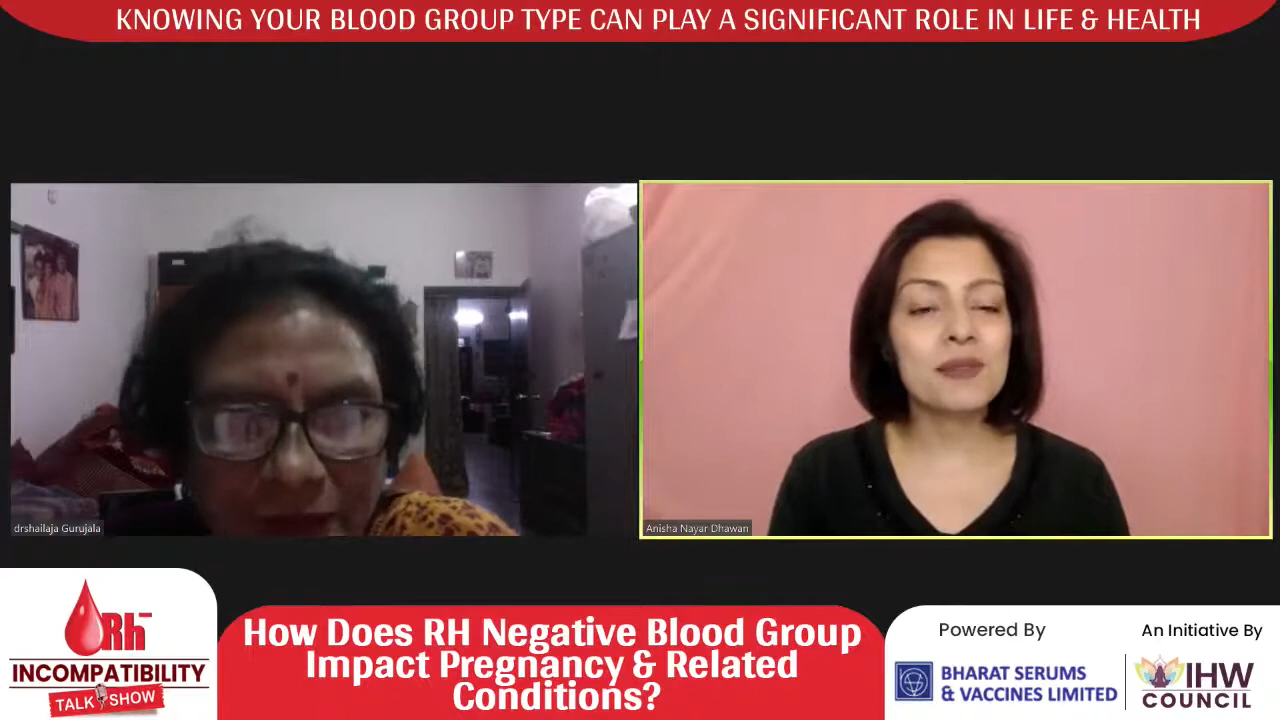 KNOWING YOUR BLOOD GROUP TYPE CAN PLAY A SIGNIFICANT ROLE IN LIFE & HEALTH
drshailaja Gurujala
Anisha Nayar Dhawan
Rh-
INCOMPATIBILITY
TALK SHOW
How Does RH Negative Blood Group
Impact Pregnancy & Related
Conditions?
Powered By
BHARAT SERUMS
& VACCINES LIMITED
An Initiative By
IHW
COUNCIL